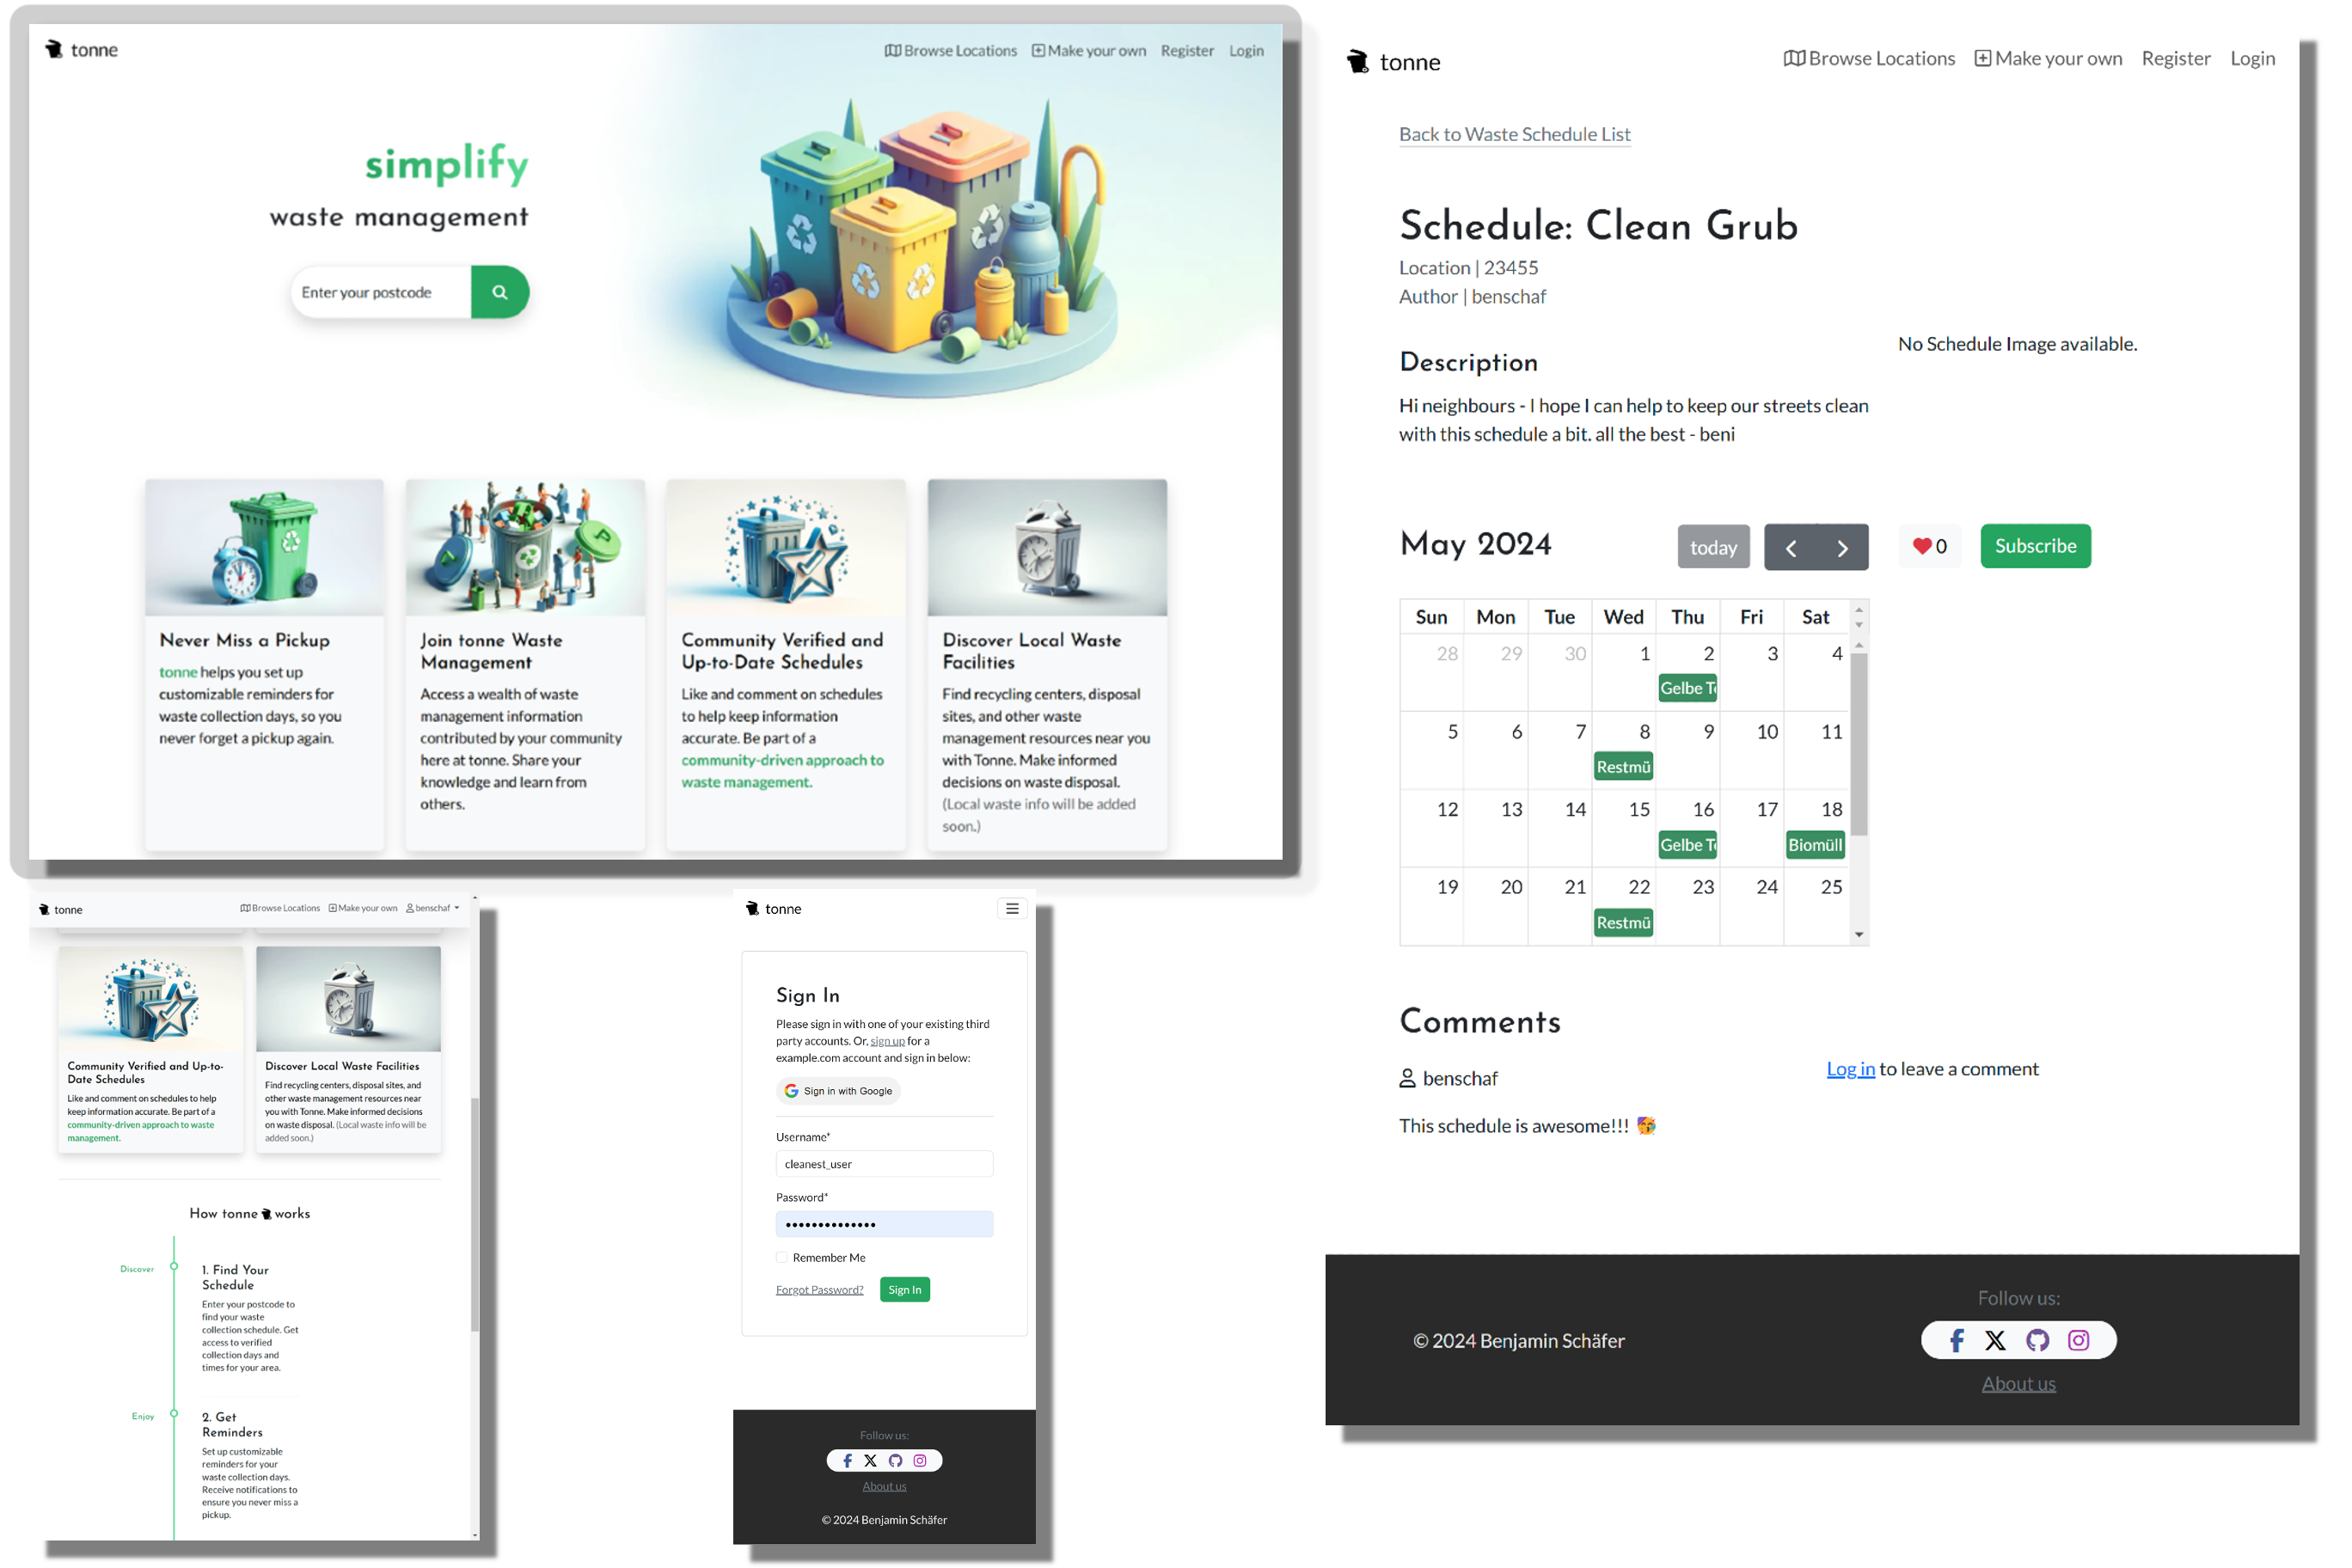 tonne
Browse Locations Make your own Register Login
simplify
waste management
Enter your postcode
Never Miss a Pickup
tonne helps you set up
customizable reminders for
waste collection days, so you
never forget a pickup again.
Join tonne Waste
Management
Access a wealth of waste
management information
contributed by your community
here at tonne. Share your
knowledge and learn from
others.
Community Verified and
Up-to-Date Schedules
Like and comment on schedules
to help keep information
accurate. Be part of a
community-driven approach to
waste management.
Discover Local Waste
Facilities
Find recycling centers, disposal
sites, and other waste
management resources near you
with Tonne. Make informed
decisions on waste disposal.
(Local waste info will be added
soon.)
tonne
Browse Locations Make your own Register Login
Back to Waste Schedule List
Schedule: Clean Grub
Location | 23455
Author | benschaf
Description
Hi neighbours - I hope I can help to keep our streets clean
with this schedule a bit. all the best - beni
No Schedule Image available.
May 2024
today
0
Subscribe
Sun Mon Tue Wed Thu Fri Sat
28 29 30 1 2 3 4
Gelbe T
5 6 7 8 9 10 11
Restmü
12 13 14 15 16 17 18
Gelbe T Biomüll
19 20 21 22 23 24 25
Restmü
Comments
benschaf
This schedule is awesome!!! 🥳
Log in to leave a comment
© 2024 Benjamin Schäfer
Follow us:
About us
tonne
Browse Locations Make your own benschaf
Community Verified and Up-to-
Date Schedules
Like and comment on schedules to help
keep information accurate. Be part of a
community-driven approach to waste
management.
Discover Local Waste Facilities
Find recycling centers, disposal sites, and
other waste management resources near
you with Tonne. Make informed decisions
on waste disposal. (Local waste info will be
added soon.)
How tonne works
Discover
1. Find Your
Schedule
Enter your postcode to
find your waste
collection schedule. Get
access to verified
collection days and
times for your area.
Enjoy
2. Get
Reminders
Set up customizable
reminders for your
waste collection days.
Receive notifications to
ensure you never miss a
pickup.
tonne
Sign In
Please sign in with one of your existing third
party accounts. Or, sign up for a
example.com account and sign in below:
Sign in with Google
Username*
cleanest_user
Password*
••••••••••••••
Remember Me
Forgot Password? Sign In
Follow us:
About us
© 2024 Benjamin Schäfer